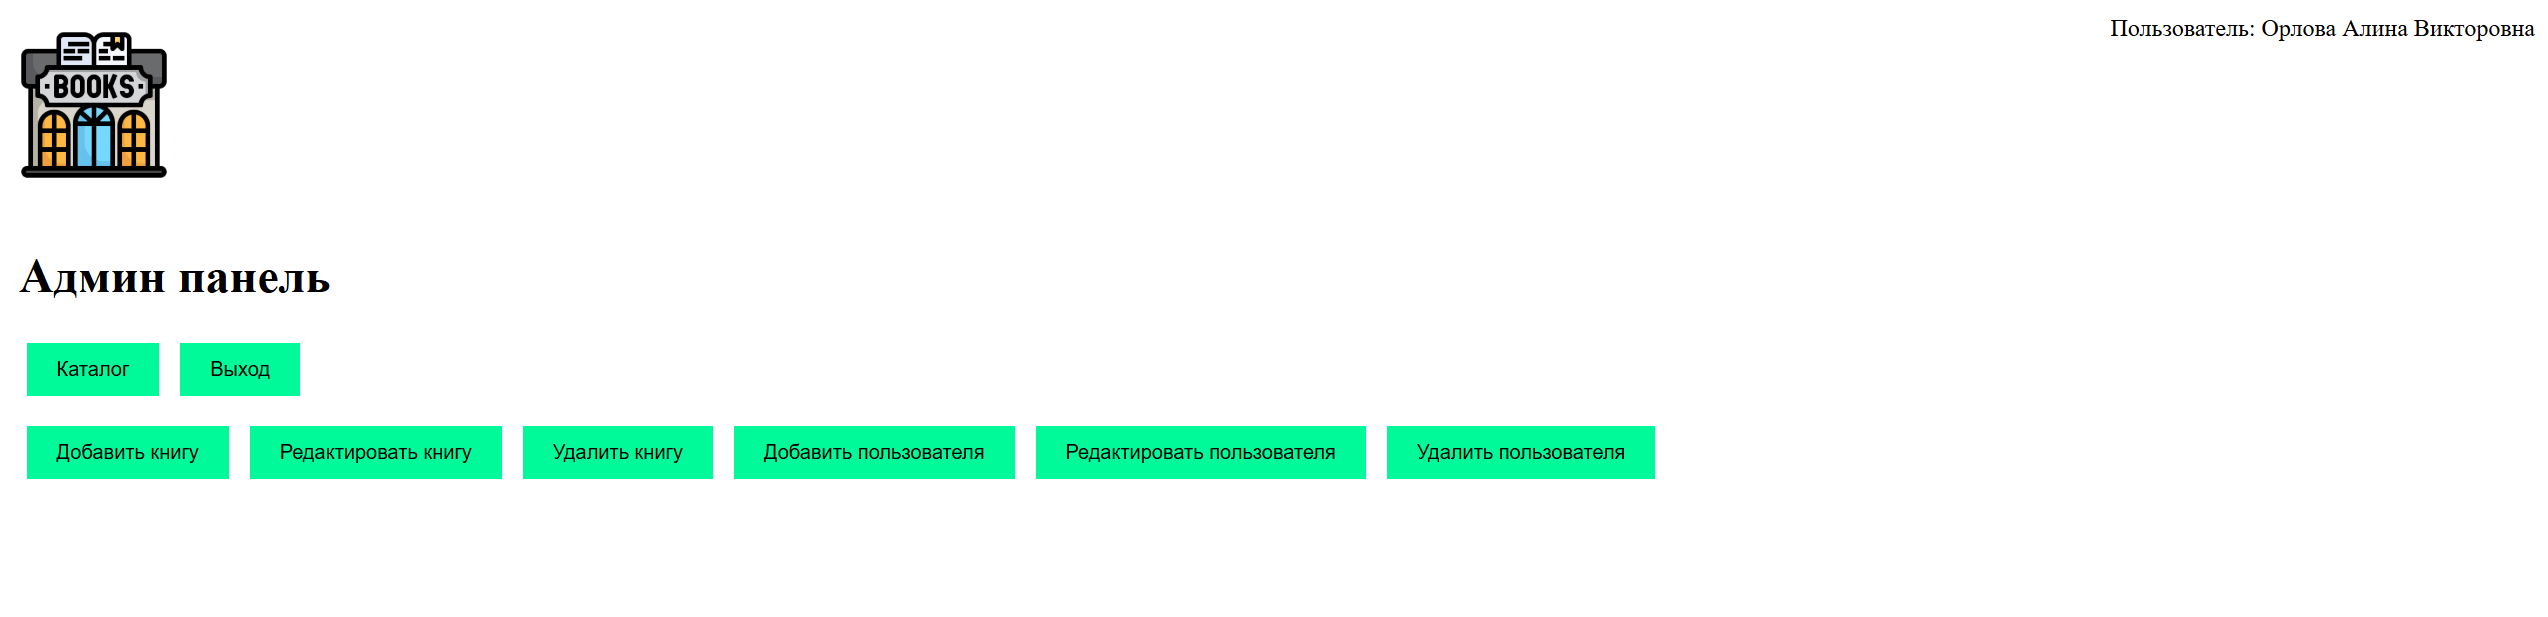 Пользователь: Орлова Алина Викторовна
BOOKS
Админ панель
Каталог Выход
Добавить книгу Редактировать книгу Удалить книгу Добавить пользователя Редактировать пользователя Удалить пользователя